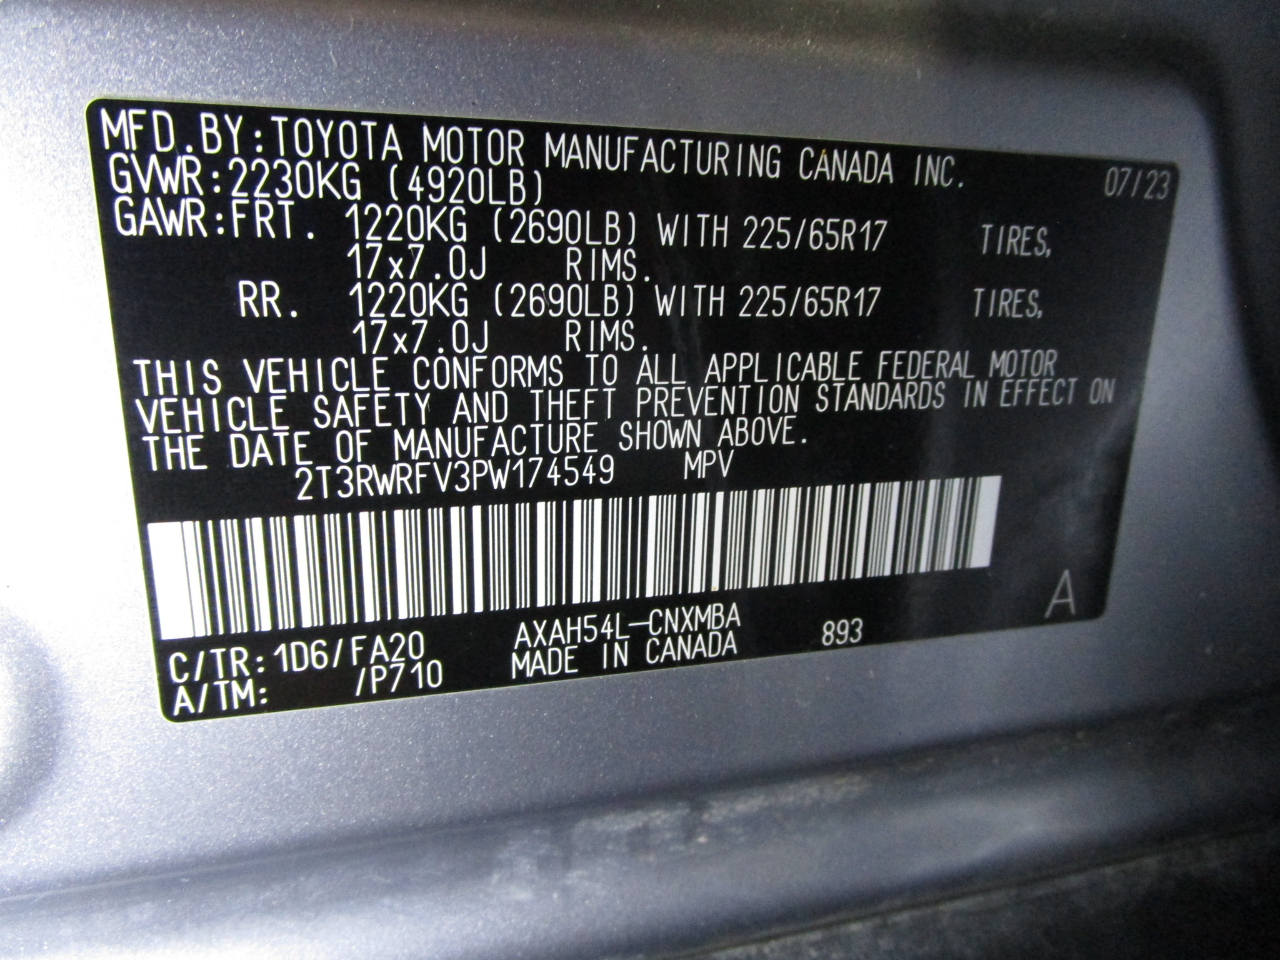 MFD.BY:TOYOTA MOTOR MANUFACTURING CANADA INC. 07/23
GVWR:2230KG (4920LB)
GAWR:FRT. 1220KG (2690LB) WITH 225/65R17 TIRES,
17x7.0J RIMS.
RR. 1220KG (2690LB) WITH 225/65R17 TIRES,
17x7.0J RIMS.
THIS VEHICLE CONFORMS TO ALL APPLICABLE FEDERAL MOTOR
VEHICLE SAFETY AND THEFT PREVENTION STANDARDS IN EFFECT ON
THE DATE OF MANUFACTURE SHOWN ABOVE.
2T3RWRFV3PW174549 MPV
A
C/TR:1D6/FA20 AXAH54L-CNXMBA 893
A/TM: /P710 MADE IN CANADA